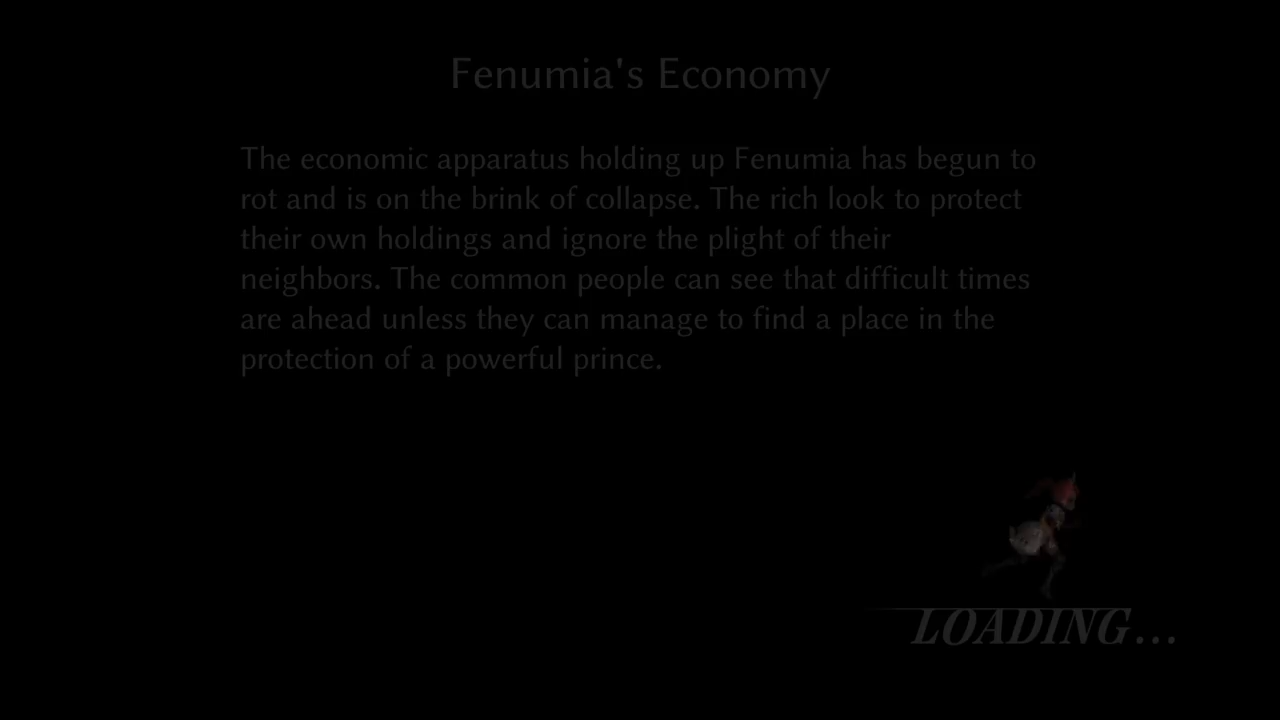 Fenumia's Economy
The economic apparatus holding up Fenumia has begun to
rot and is on the brink of collapse. The rich look to protect
their own holdings and ignore the plight of their
neighbors. The common people can see that difficult times
are ahead unless they can manage to find a place in the
protection of a powerful prince.
LOADING...